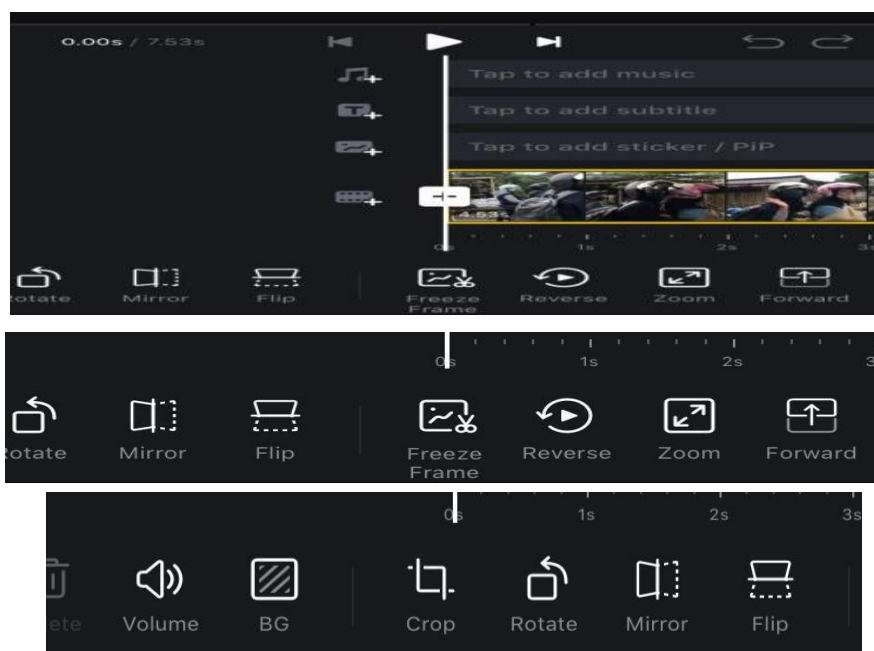 0.00s / 7.53s
Tap to add music
Tap to add subtitle
Tap to add sticker / PiP
4.53s
0s 1s 2s 3s
otate Mirror Flip Freeze Reverse Zoom Forward
Frame
0s 1s 2s 3
otate Mirror Flip Freeze Reverse Zoom Forward
Frame
0s 1s 2s 3s
ete Volume BG Crop Rotate Mirror Flip